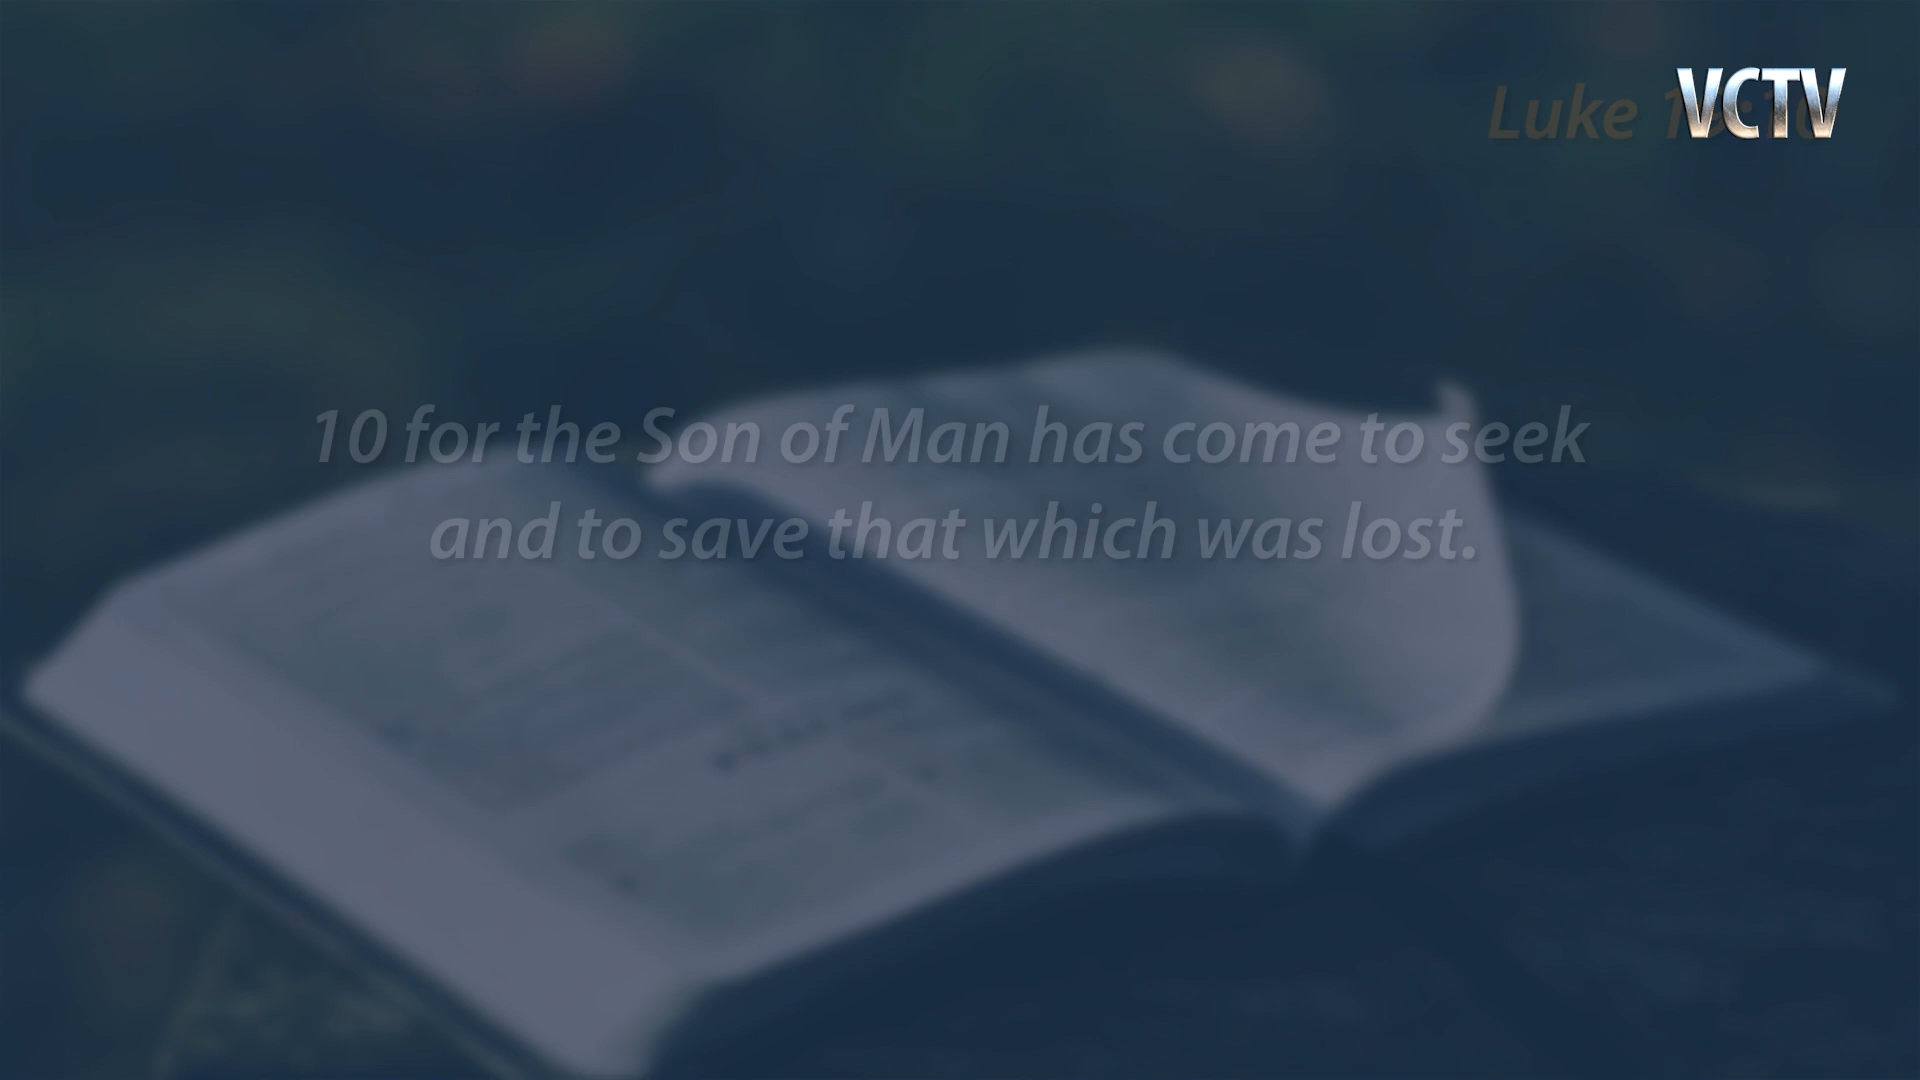 Luke
VCTV
10 for the Son of Man has come to seek
and to save that which was lost.